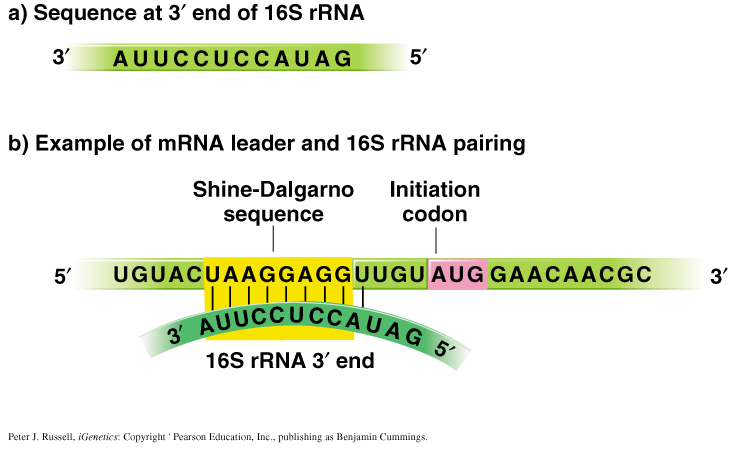 a) Sequence at 3′ end of 16S rRNA
3′ AUUCCUCCAUAG 5′
b) Example of mRNA leader and 16S rRNA pairing
Shine-Dalgarno sequence
Initiation codon
5′ UGUACUAAGGAGGUUGUAUGGAACAACGC 3′
3′ AUUCCUCCAUAG 5′
16S rRNA 3′ end
Peter J. Russell, iGenetics: Copyright ' Pearson Education, Inc., publishing as Benjamin Cummings.